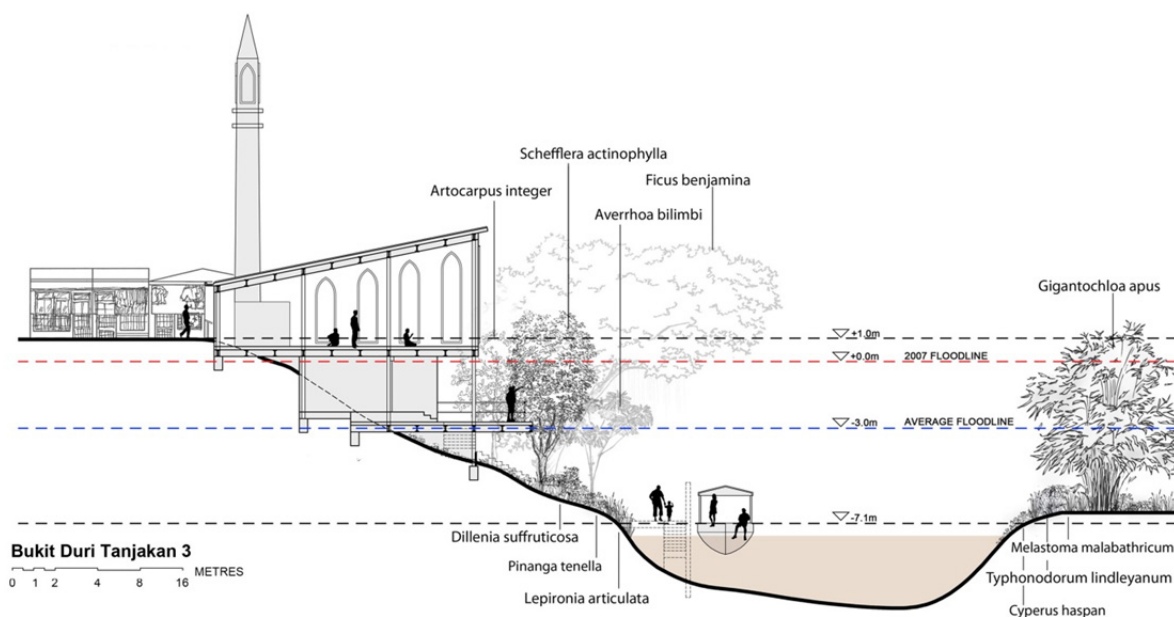 Schefflera actinophylla
Ficus benjamina
Artocarpus integer
Averrhoa bilimbi
Gigantochloa apus
+1.0m
+0.0m 2007 FLOODLINE
-3.0m AVERAGE FLOODLINE
-7.1m
Dillenia suffruticosa
Pinanga tenella
Lepironia articulata
Melastoma malabathricum
Typhonodorum lindleyanum
Cyperus haspan
Bukit Duri Tanjakan 3
0 1 2 4 8 16 METRES